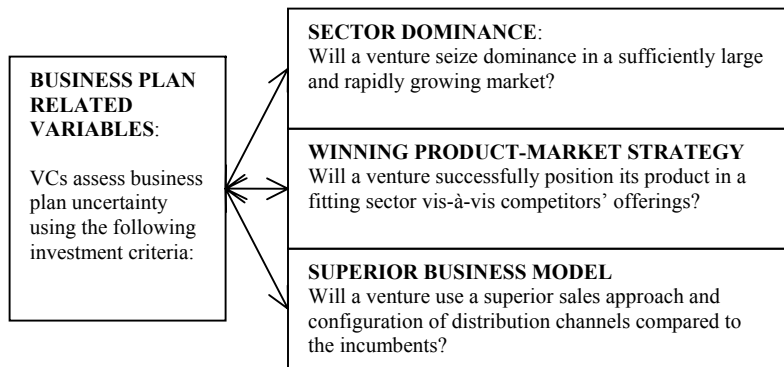 BUSINESS PLAN
RELATED
VARIABLES:
VCs assess business
plan uncertainty
using the following
investment criteria:
SECTOR DOMINANCE:
Will a venture seize dominance in a sufficiently large
and rapidly growing market?
WINNING PRODUCT-MARKET STRATEGY
Will a venture successfully position its product in a
fitting sector vis-à-vis competitors’ offerings?
SUPERIOR BUSINESS MODEL
Will a venture use a superior sales approach and
configuration of distribution channels compared to
the incumbents?